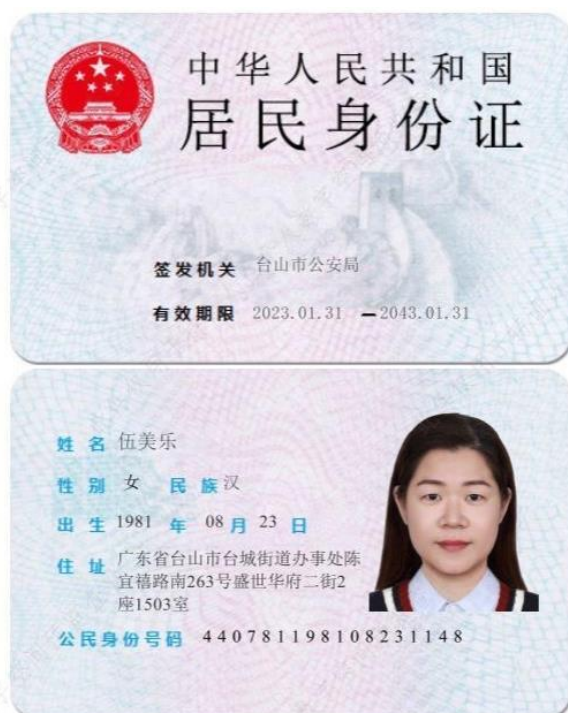 中华人民共和国
居民身份证
签发机关 台山市公安局
有效期限 2023.01.31 —2043.01.31
姓名 伍美乐
性别 女 民族 汉
出生 1981 年 08 月 23 日
住址 广东省台山市台城街道办事处陈
宜禧路南263号盛世华府二街2
座1503室
公民身份号码 440781198108231148